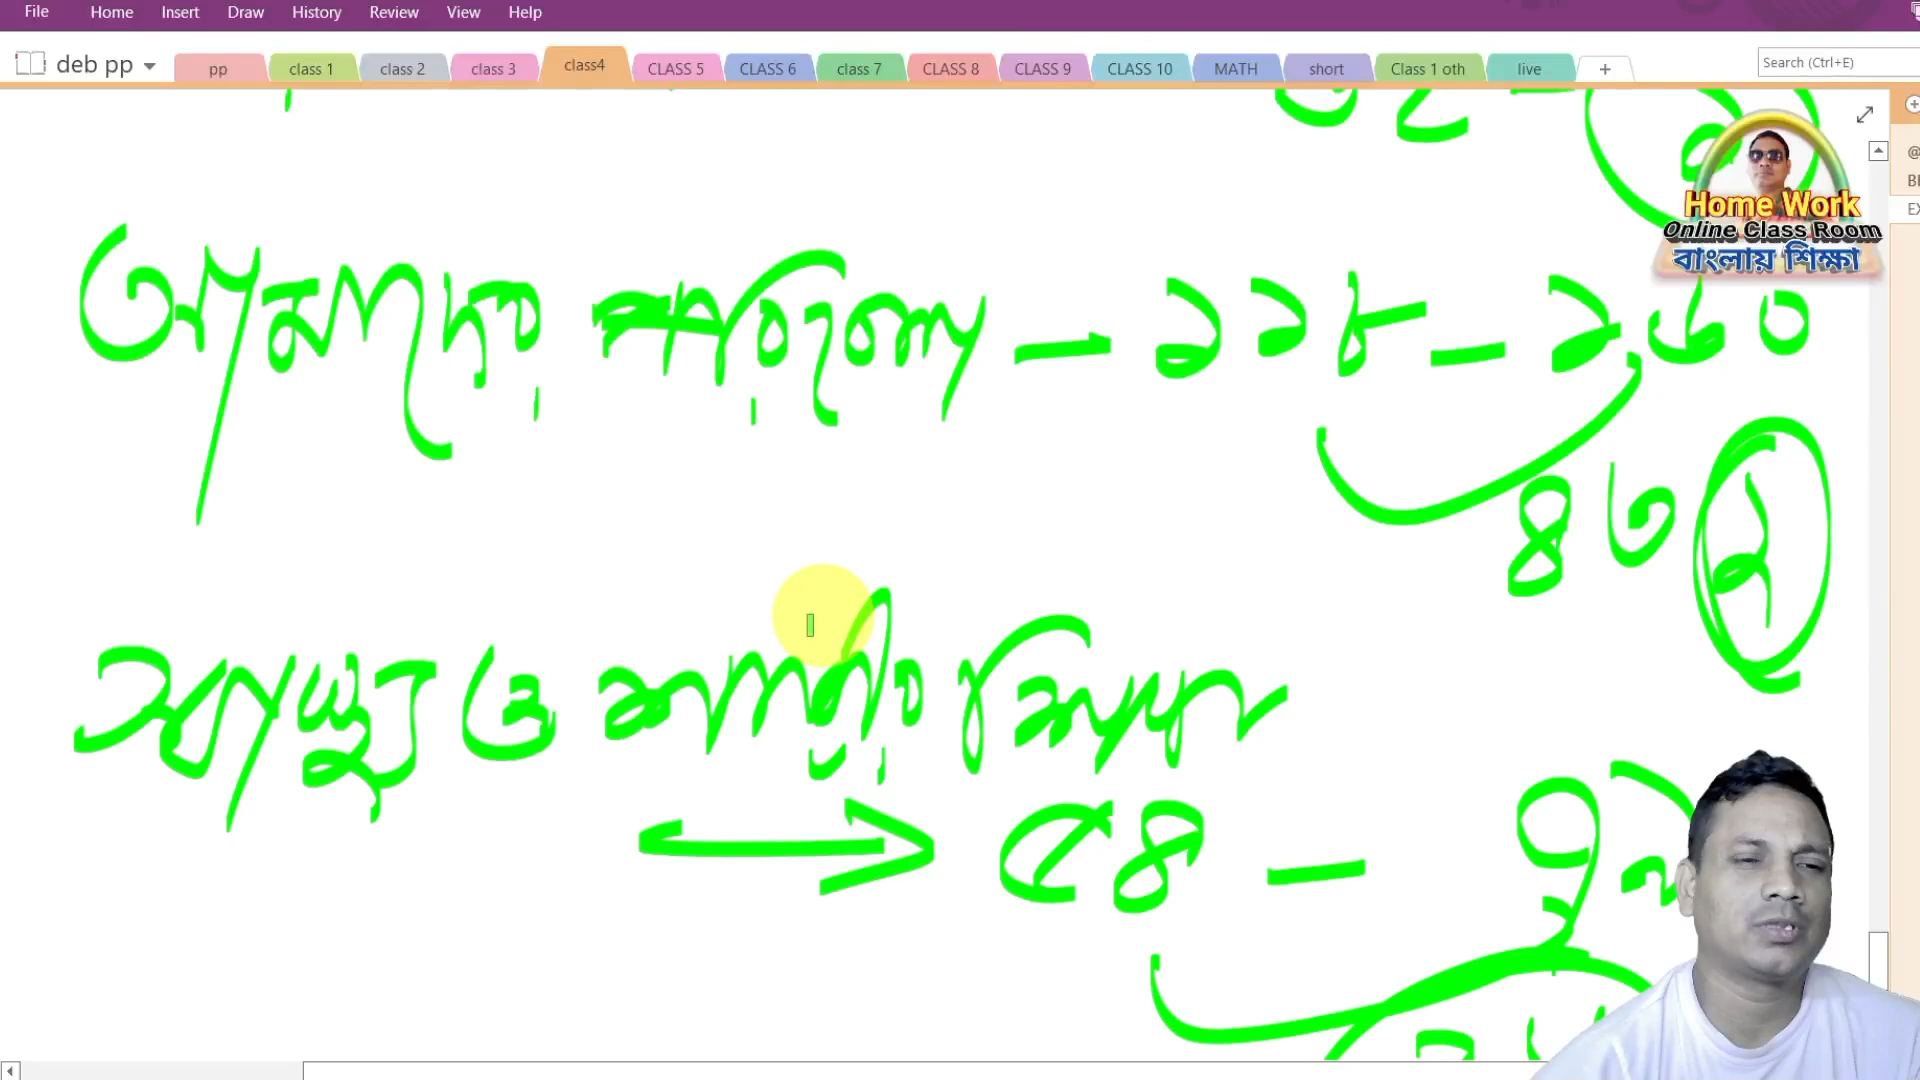 File Home Insert Draw History Review View Help
deb pp pp class 1 class 2 class 3 class4 CLASS 5 CLASS 6 class 7 CLASS 8 CLASS 9 CLASS 10 MATH short Class 1 oth live + Search (Ctrl+E)
Home Work
Online Class Room
বাংলায় শিক্ষা
আমাদের পরিবেশ – ১১৮ –
৪৩ ২
স্বাস্থ্য ও শারীর শিক্ষা
৫৪ –